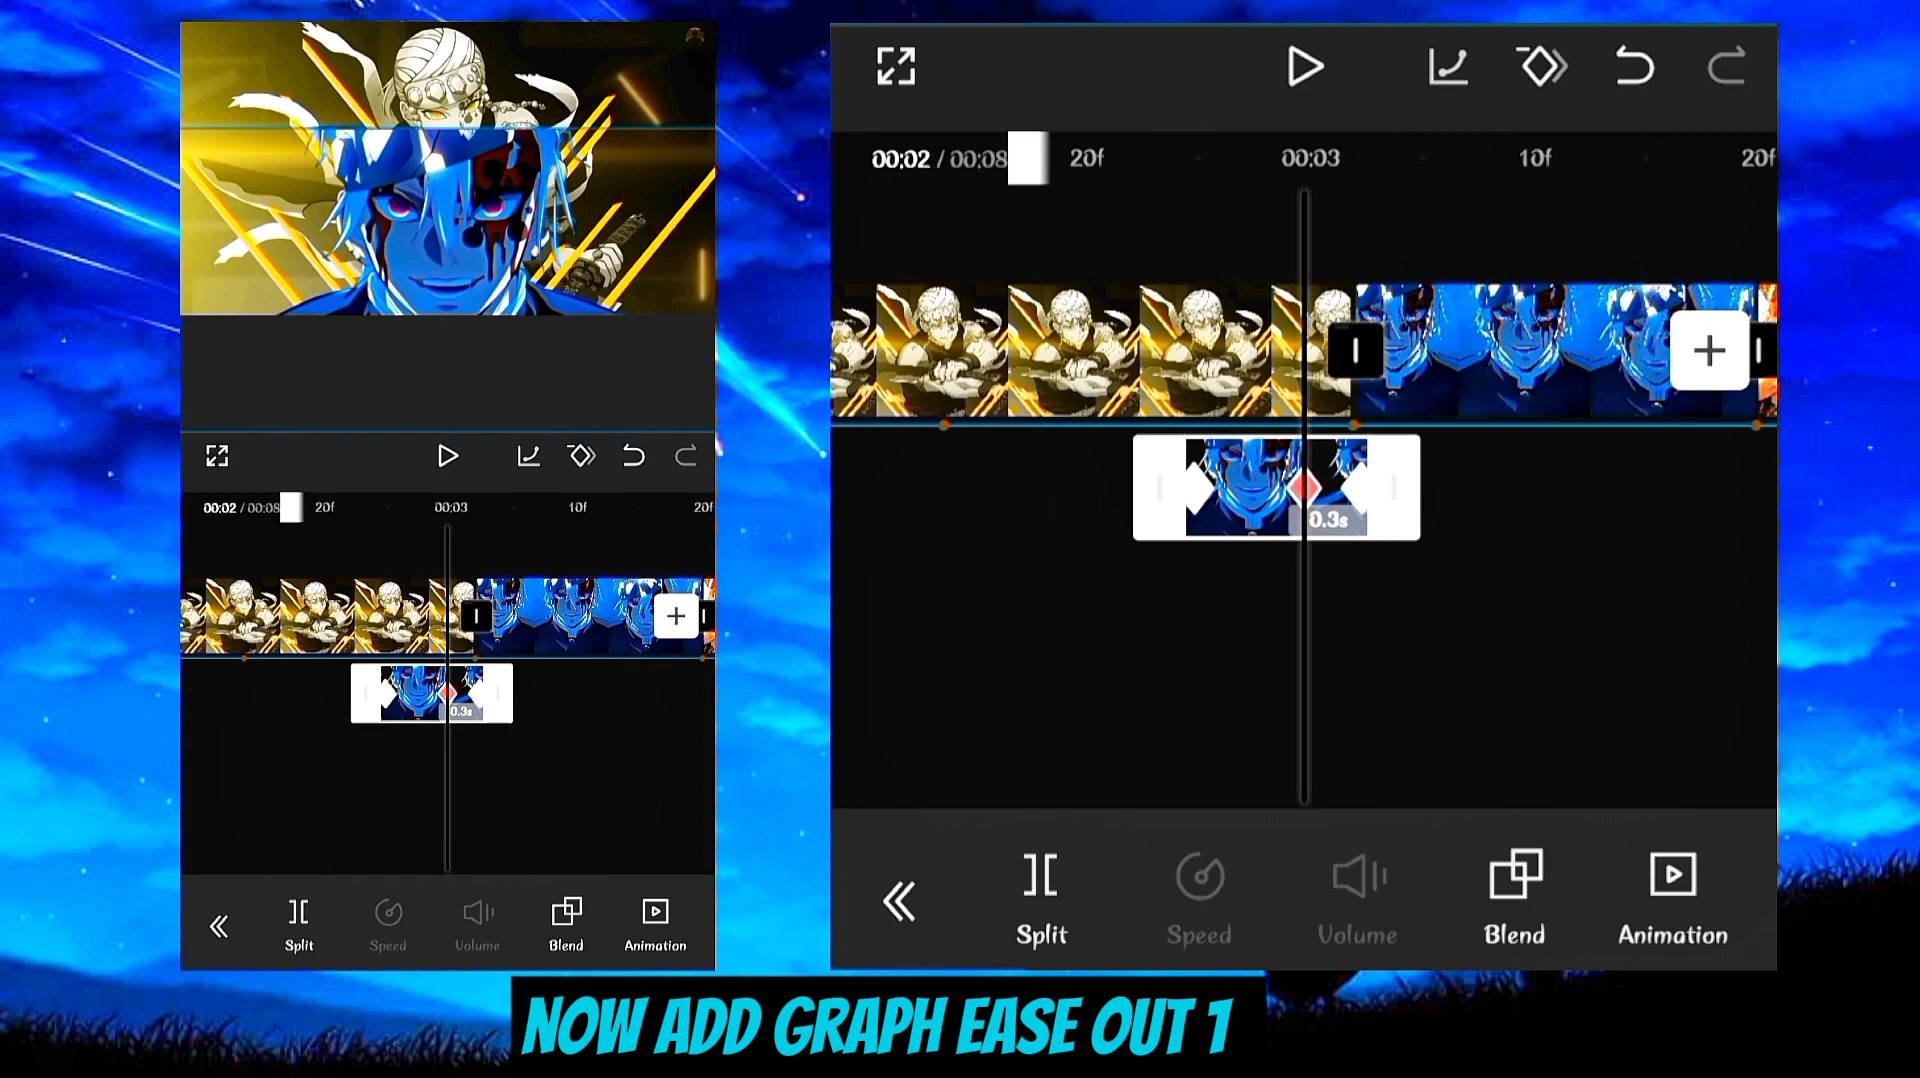 00:02 / 00:08
20f
00:03
10f
20f
0.3s
Split
Speed
Volume
Blend
Animation
00:02 / 00:08
20f
00:03
10f
20f
0.3s
Split
Speed
Volume
Blend
Animation
NOW ADD GRAPH EASE OUT 1